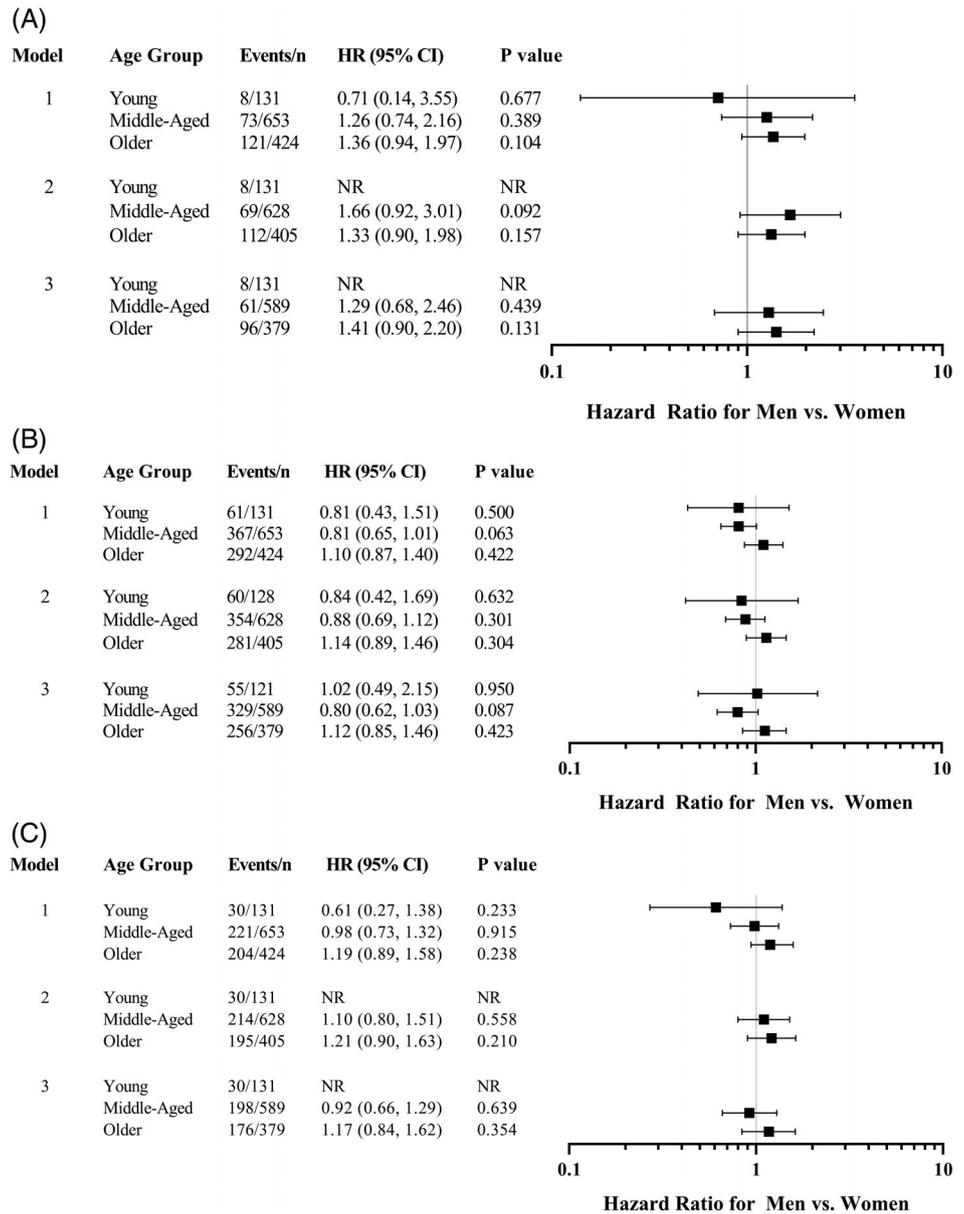 (A)
Model Age Group Events/n HR (95% CI) P value
1 Young 8/131 0.71 (0.14, 3.55) 0.677
Middle-Aged 73/653 1.26 (0.74, 2.16) 0.389
Older 121/424 1.36 (0.94, 1.97) 0.104
2 Young 8/131 NR NR
Middle-Aged 69/628 1.66 (0.92, 3.01) 0.092
Older 112/405 1.33 (0.90, 1.98) 0.157
3 Young 8/131 NR NR
Middle-Aged 61/589 1.29 (0.68, 2.46) 0.439
Older 96/379 1.41 (0.90, 2.20) 0.131
0.1 1 10
Hazard Ratio for Men vs. Women
(B)
Model Age Group Events/n HR (95% CI) P value
1 Young 61/131 0.81 (0.43, 1.51) 0.500
Middle-Aged 367/653 0.81 (0.65, 1.01) 0.063
Older 292/424 1.10 (0.87, 1.40) 0.422
2 Young 60/128 0.84 (0.42, 1.69) 0.632
Middle-Aged 354/628 0.88 (0.69, 1.12) 0.301
Older 281/405 1.14 (0.89, 1.46) 0.304
3 Young 55/121 1.02 (0.49, 2.15) 0.950
Middle-Aged 329/589 0.80 (0.62, 1.03) 0.087
Older 256/379 1.12 (0.85, 1.46) 0.423
0.1 1 10
Hazard Ratio for Men vs. Women
(C)
Model Age Group Events/n HR (95% CI) P value
1 Young 30/131 0.61 (0.27, 1.38) 0.233
Middle-Aged 221/653 0.98 (0.73, 1.32) 0.915
Older 204/424 1.19 (0.89, 1.58) 0.238
2 Young 30/131 NR NR
Middle-Aged 214/628 1.10 (0.80, 1.51) 0.558
Older 195/405 1.21 (0.90, 1.63) 0.210
3 Young 30/131 NR NR
Middle-Aged 198/589 0.92 (0.66, 1.29) 0.639
Older 176/379 1.17 (0.84, 1.62) 0.354
0.1 1 10
Hazard Ratio for Men vs. Women